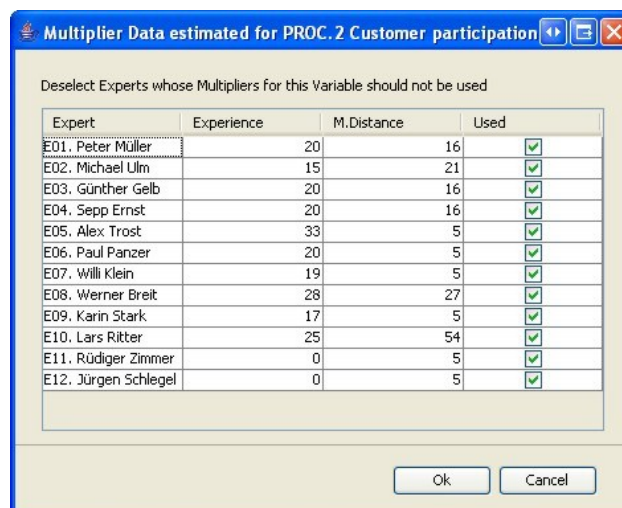 Multiplier Data estimated for PROC.2 Customer participation
Deselect Experts whose Multipliers for this Variable should not be used
Expert Experience M.Distance Used
E01. Peter Müller 20 16
E02. Michael Ulm 15 21
E03. Günther Gelb 20 16
E04. Sepp Ernst 20 16
E05. Alex Trost 33 5
E06. Paul Panzer 20 5
E07. Willi Klein 19 5
E08. Werner Breit 28 27
E09. Karin Stark 17 5
E10. Lars Ritter 25 54
E11. Rüdiger Zimmer 0 5
E12. Jürgen Schlegel 0 5
Ok Cancel